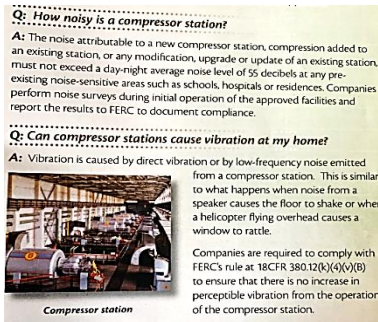 Q: How noisy is a compressor station?
A: The noise attributable to a new compressor station, compression added to
an existing station, or any modification, upgrade or update of an existing station,
must not exceed a day-night average noise level of 55 decibels at any pre-
existing noise-sensitive areas such as schools, hospitals or residences. Companies
perform noise surveys during initial operation of the approved facilities and
report the results to FERC to document compliance.
Q: Can compressor stations cause vibration at my home?
A: Vibration is caused by direct vibration or by low-frequency noise emitted
from a compressor station. This is similar
to what happens when noise from a
speaker causes the floor to shake or when
a helicopter flying overhead causes a
window to rattle.
Companies are required to comply with
FERC's rule at 18CFR 380.12(k)(4)(v)(B)
to ensure that there is no increase in
perceptible vibration from the operation
of the compressor station.
Compressor station